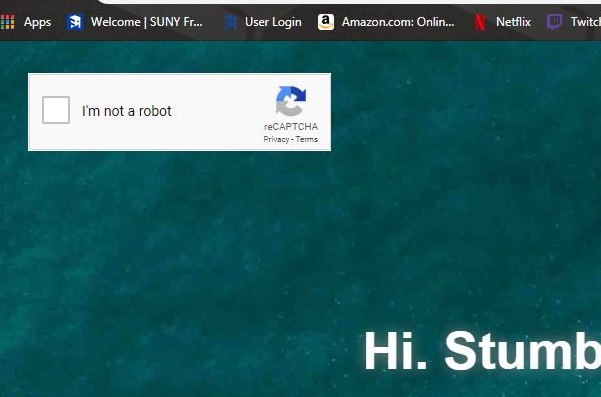 Apps Welcome | SUNY Fr... User Login Amazon.com: Onlin... Netflix Twitch
I'm not a robot
reCAPTCHA
Privacy - Terms
Hi. Stumb